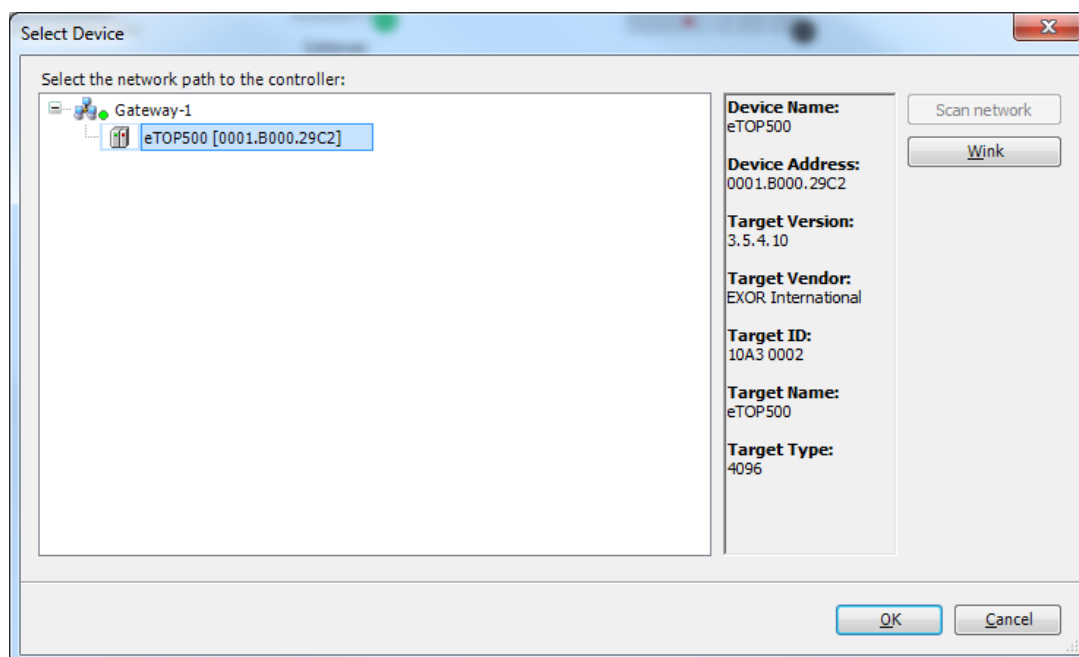 Select Device
Select the network path to the controller:
Gateway-1
eTOP500 [0001.B000.29C2]
Device Name:
eTOP500
Device Address:
0001.B000.29C2
Target Version:
3.5.4.10
Target Vendor:
EXOR International
Target ID:
10A3 0002
Target Name:
eTOP500
Target Type:
4096
Scan network
Wink
OK
Cancel